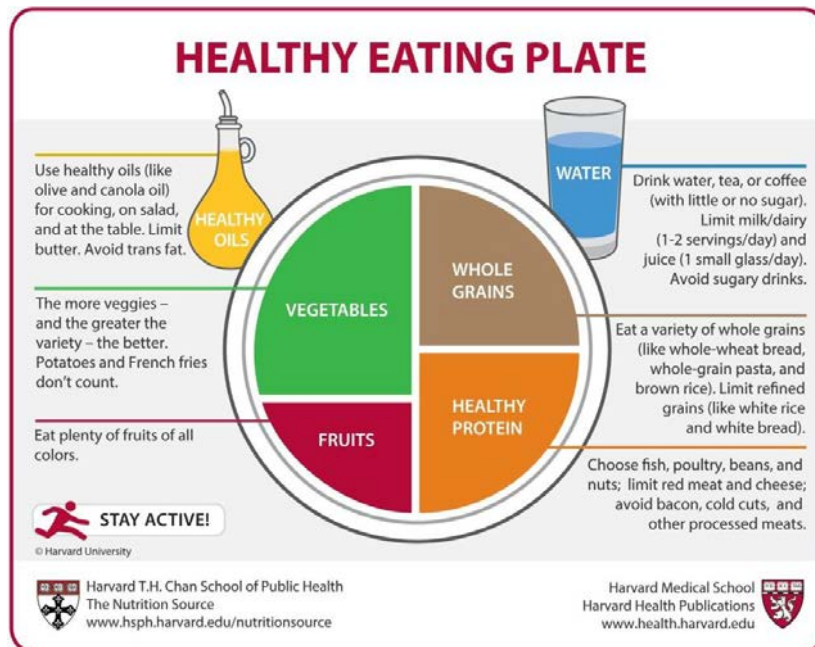 HEALTHY EATING PLATE
Use healthy oils (like
olive and canola oil)
for cooking, on salad,
and at the table. Limit
butter. Avoid trans fat.
HEALTHY
OILS
The more veggies –
and the greater the
variety – the better.
Potatoes and French fries
don't count.
Eat plenty of fruits of all
colors.
VEGETABLES
FRUITS
WHOLE
GRAINS
HEALTHY
PROTEIN
WATER
Drink water, tea, or coffee
(with little or no sugar).
Limit milk/dairy
(1-2 servings/day) and
juice (1 small glass/day).
Avoid sugary drinks.
Eat a variety of whole grains
(like whole-wheat bread,
whole-grain pasta, and
brown rice). Limit refined
grains (like white rice
and white bread).
Choose fish, poultry, beans, and
nuts; limit red meat and cheese;
avoid bacon, cold cuts, and
other processed meats.
STAY ACTIVE!
© Harvard University
Harvard T.H. Chan School of Public Health
The Nutrition Source
www.hsph.harvard.edu/nutritionsource
Harvard Medical School
Harvard Health Publications
www.health.harvard.edu